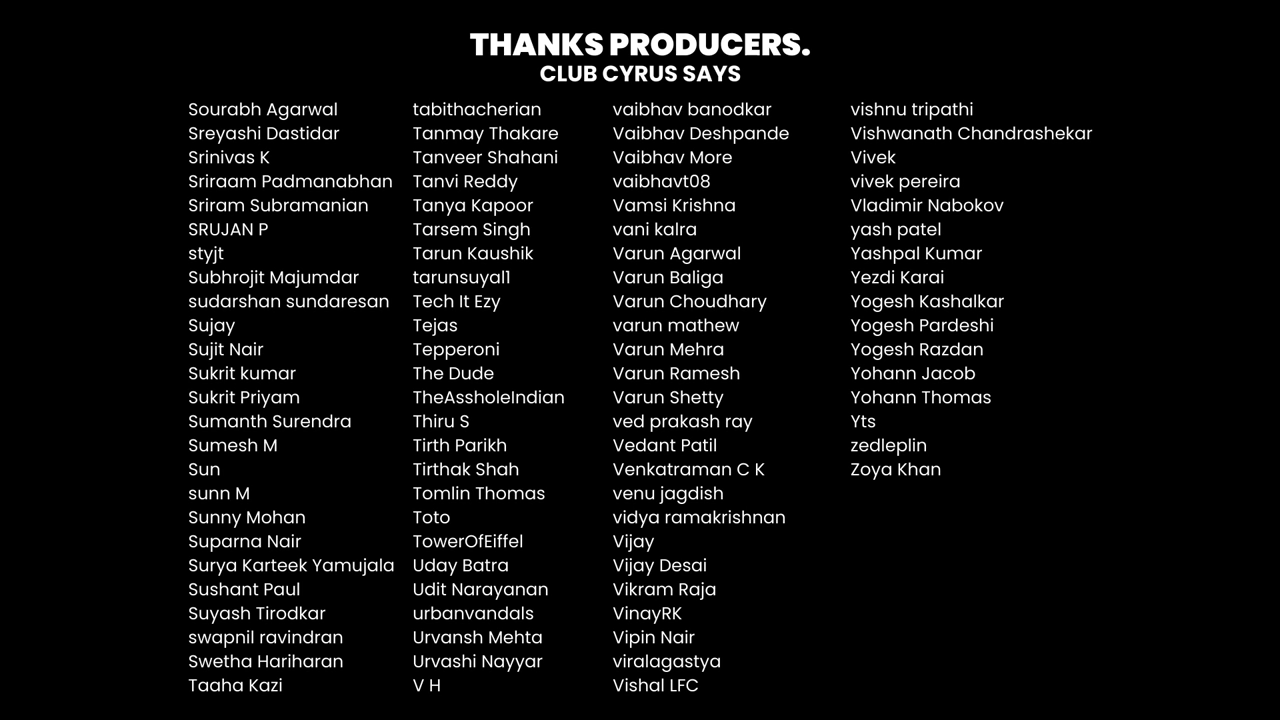 THANKS PRODUCERS.
CLUB CYRUS SAYS
Sourabh Agarwal
Sreyashi Dastidar
Srinivas K
Sriraam Padmanabhan
Sriram Subramanian
SRUJAN P
styjt
Subhrojit Majumdar
sudarshan sundaresan
Sujay
Sujit Nair
Sukrit kumar
Sukrit Priyam
Sumanth Surendra
Sumesh M
Sun
sunn M
Sunny Mohan
Suparna Nair
Surya Karteek Yamujala
Sushant Paul
Suyash Tirodkar
swapnil ravindran
Swetha Hariharan
Taaha Kazi
tabithacherian
Tanmay Thakare
Tanveer Shahani
Tanvi Reddy
Tanya Kapoor
Tarsem Singh
Tarun Kaushik
tarunsuyal1
Tech It Ezy
Tejas
Tepperoni
The Dude
TheAssholeIndian
Thiru S
Tirth Parikh
Tirthak Shah
Tomlin Thomas
Toto
TowerOfEiffel
Uday Batra
Udit Narayanan
urbanvandals
Urvansh Mehta
Urvashi Nayyar
V H
vaibhav banodkar
Vaibhav Deshpande
Vaibhav More
vaibhavt08
Vamsi Krishna
vani kalra
Varun Agarwal
Varun Baliga
Varun Choudhary
varun mathew
Varun Mehra
Varun Ramesh
Varun Shetty
ved prakash ray
Vedant Patil
Venkatraman C K
venu jagdish
vidya ramakrishnan
Vijay
Vijay Desai
Vikram Raja
VinayRK
Vipin Nair
viralagastya
Vishal LFC
vishnu tripathi
Vishwanath Chandrashekar
Vivek
vivek pereira
Vladimir Nabokov
yash patel
Yashpal Kumar
Yezdi Karai
Yogesh Kashalkar
Yogesh Pardeshi
Yogesh Razdan
Yohann Jacob
Yohann Thomas
Yts
zedleplin
Zoya Khan